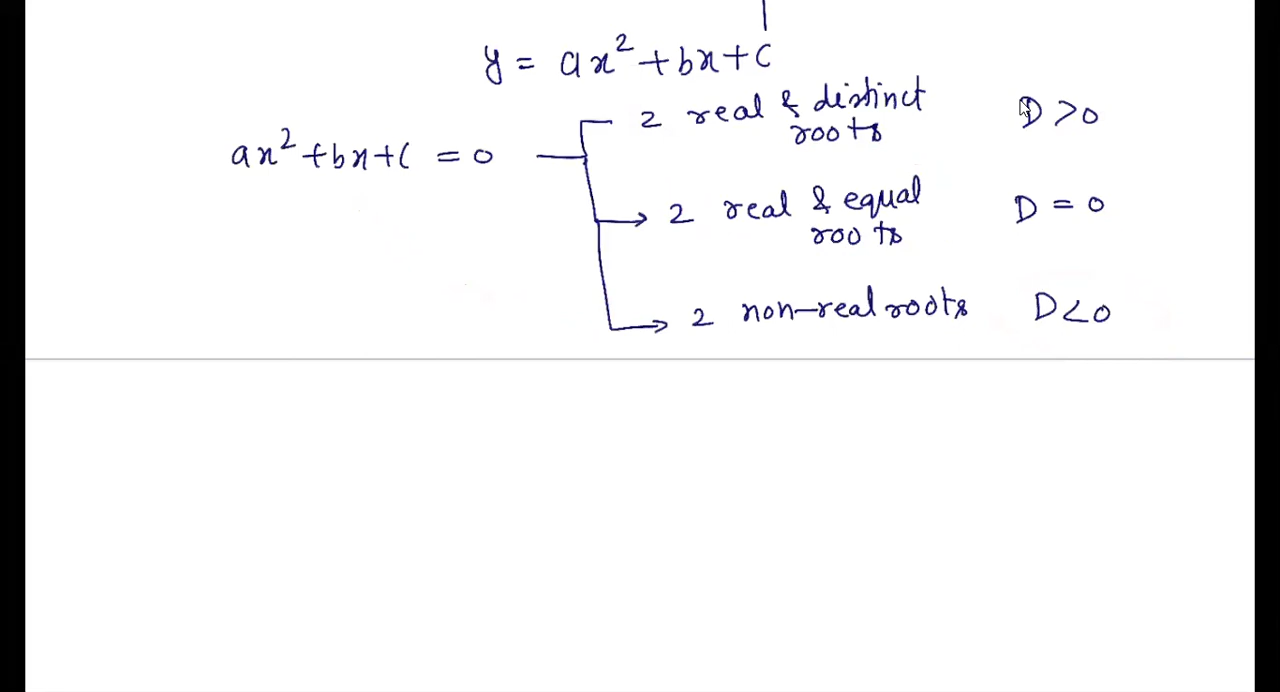 y = ax² + bx + c
2 real & distinct roots D > 0
ax² + bx + c = 0
2 real & equal roots D = 0
2 non-real roots D < 0